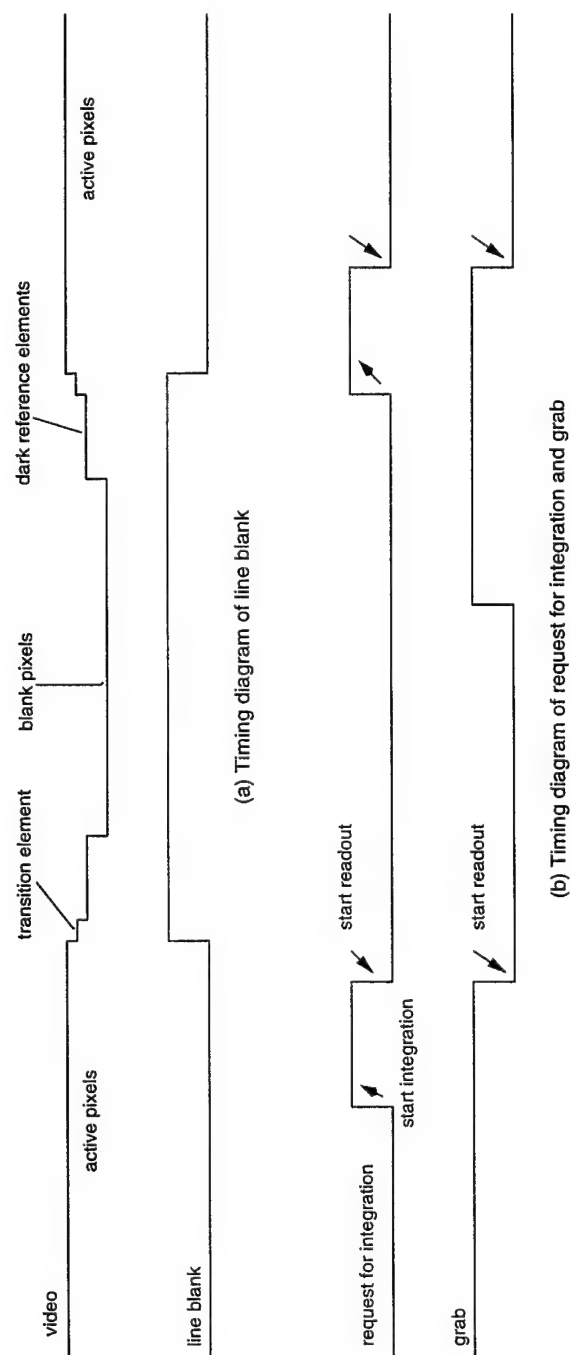 video
active pixels
transition element
blank pixels
dark reference elements
active pixels
line blank
(a) Timing diagram of line blank
request for integration
start integration
start readout
grab
start readout
(b) Timing diagram of request for integration and grab